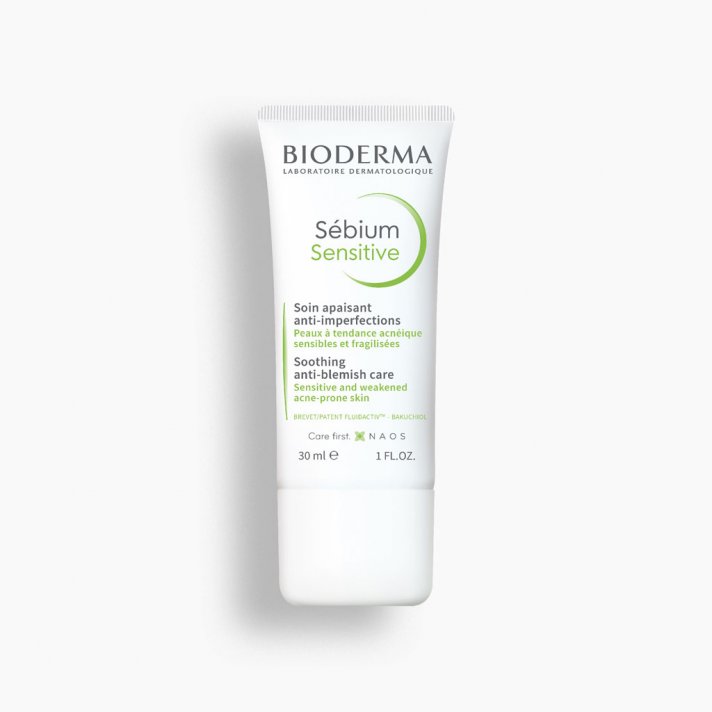 BIODERMA
LABORATOIRE DERMATOLOGIQUE
Sébium
Sensitive
Soin apaisant
anti-imperfections
Peaux à tendance acnéique
sensibles et fragilisées
Soothing
anti-blemish care
Sensitive and weakened
acne-prone skin
BREVET/PATENT FLUIDACTIV™ - BAKUCHIOL
Care first. NAOS
30 ml ℮ 1 FL.OZ.